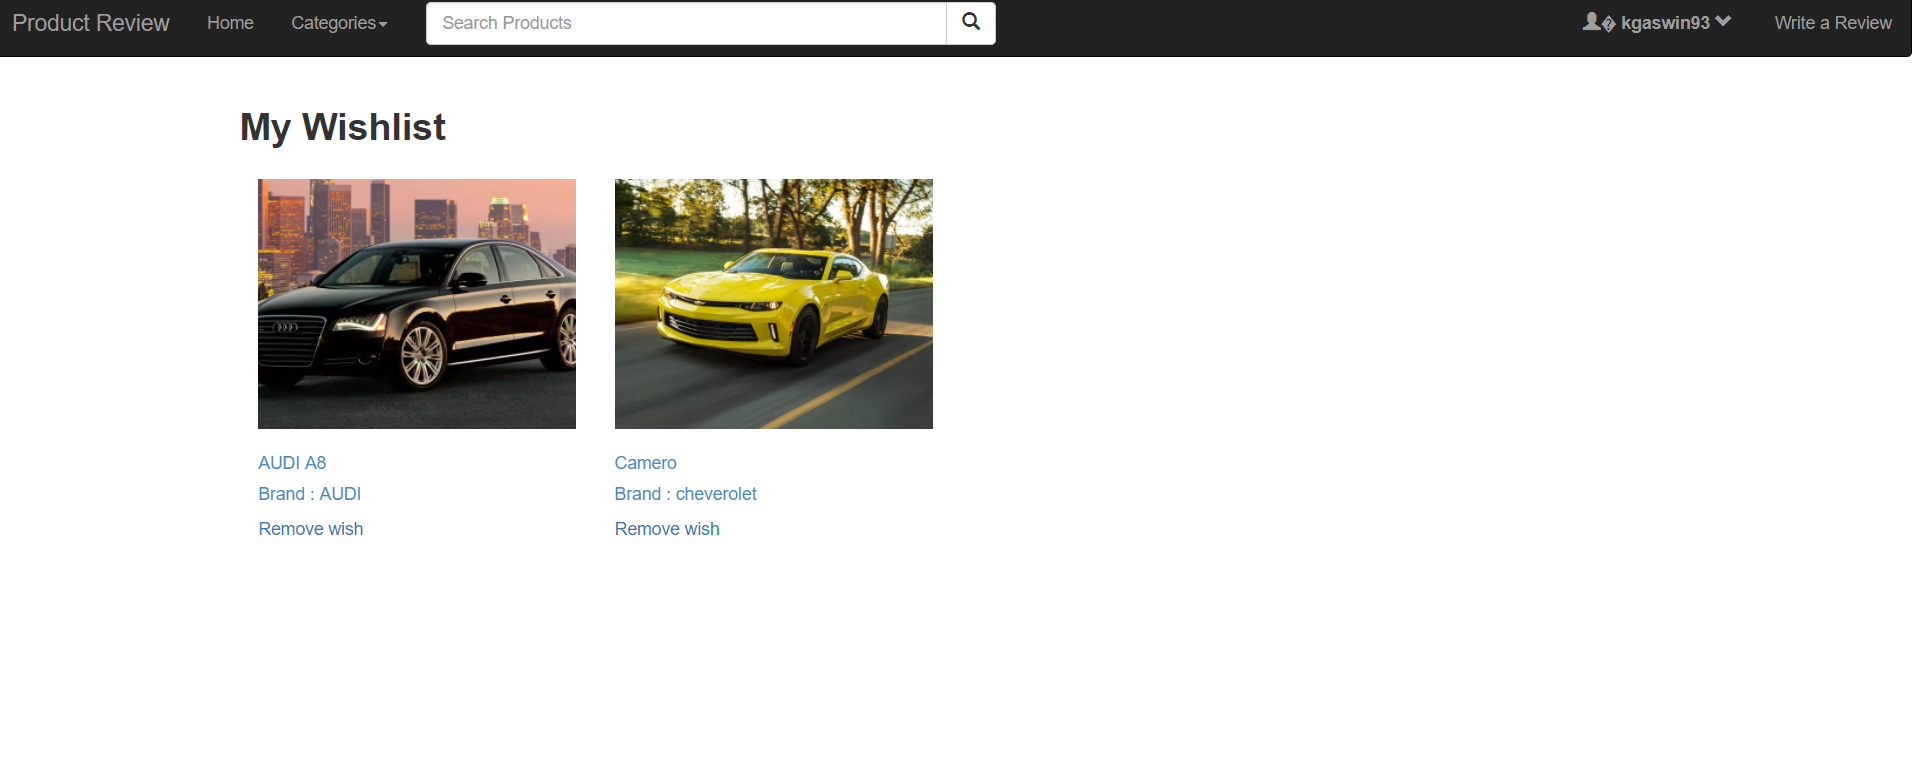 Product Review Home Categories Search Products � kgaswin93 Write a Review
My Wishlist
AUDI A8 Camero
Brand : AUDI Brand : cheverolet
Remove wish Remove wish